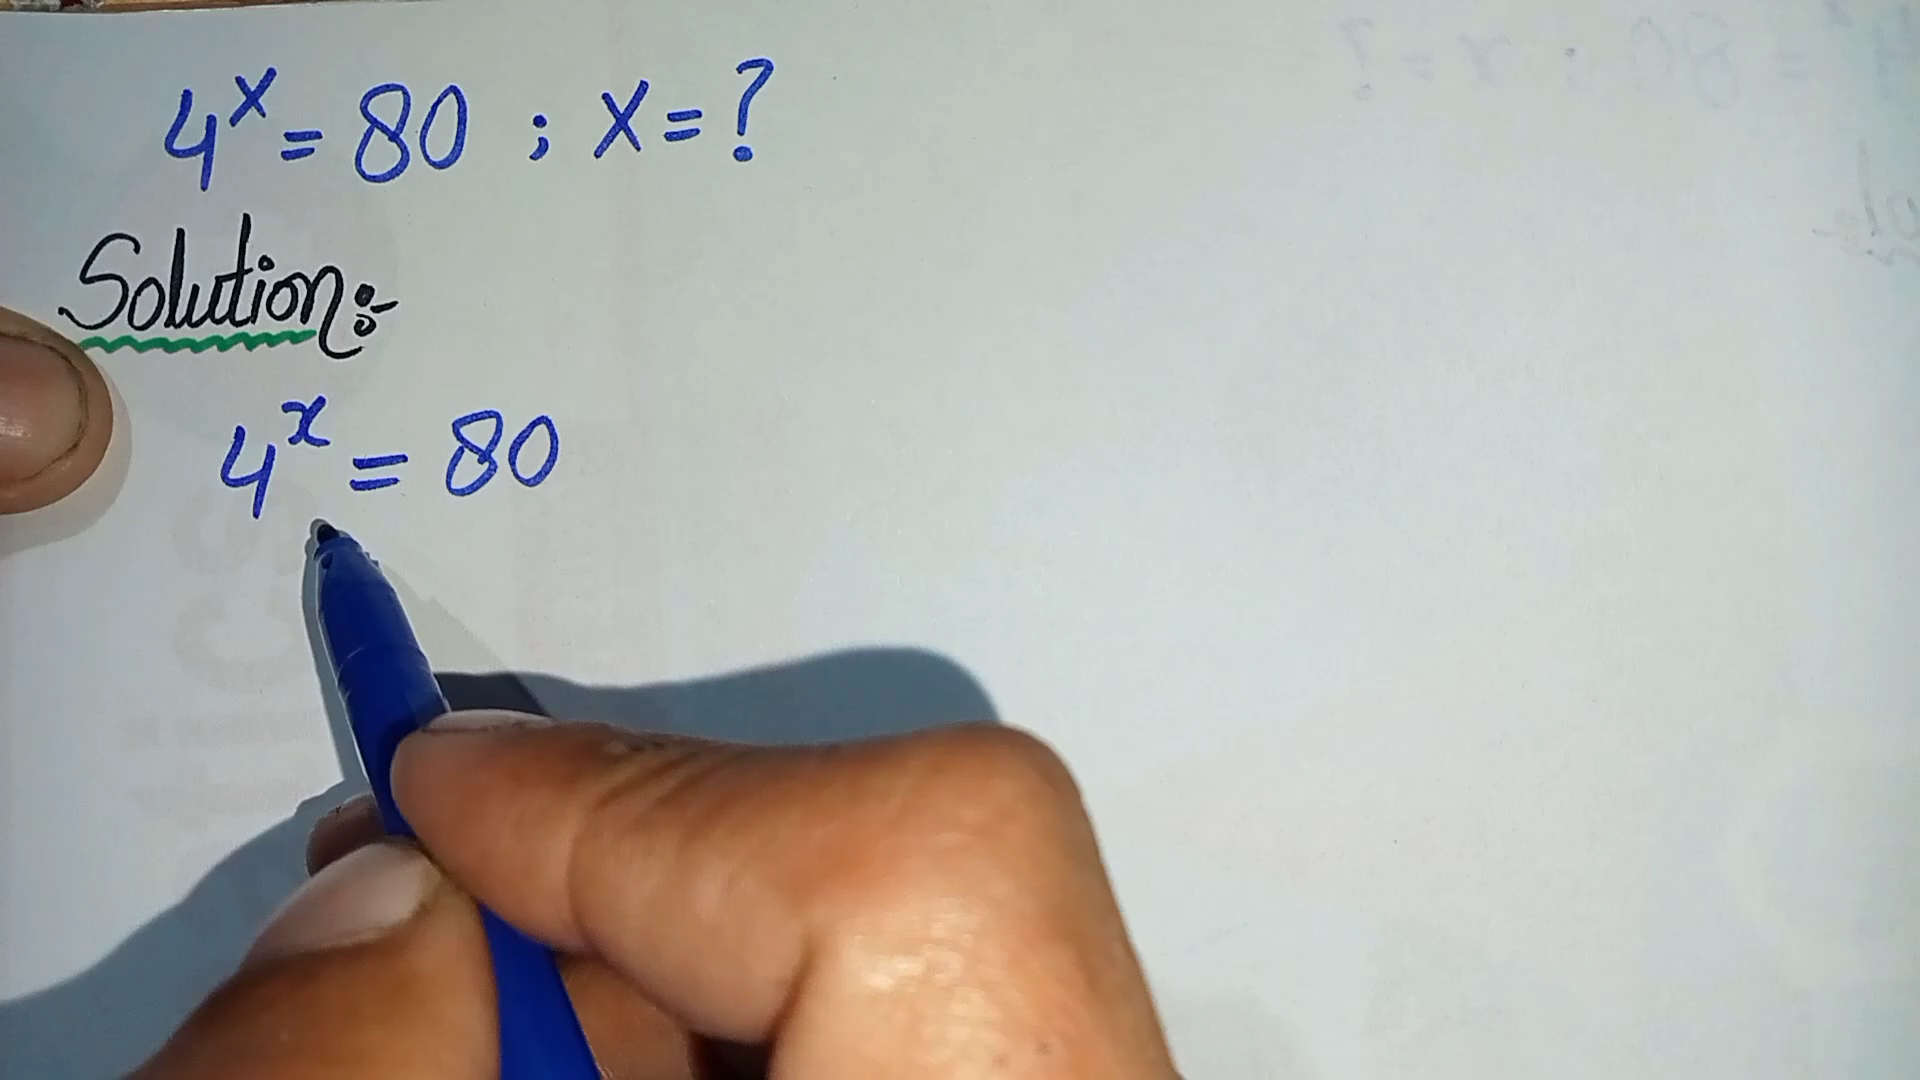 4^x = 80 ; x = ?
Solution:-
4^x = 80